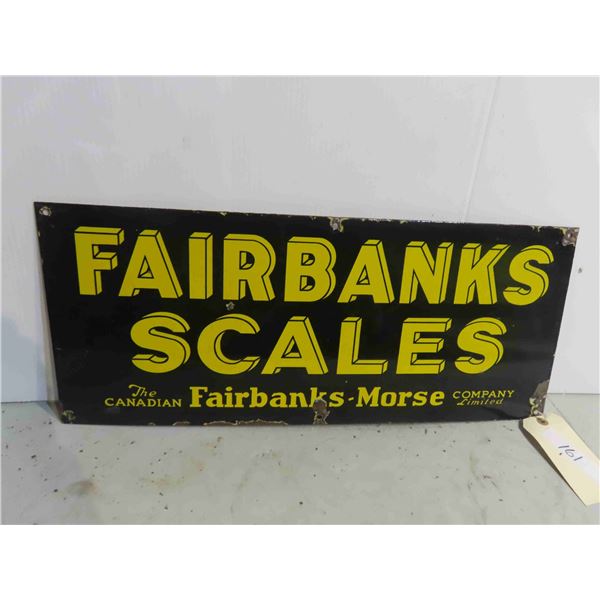 FAIRBANKS
SCALES
The CANADIAN Fairbanks-Morse COMPANY Limited
161